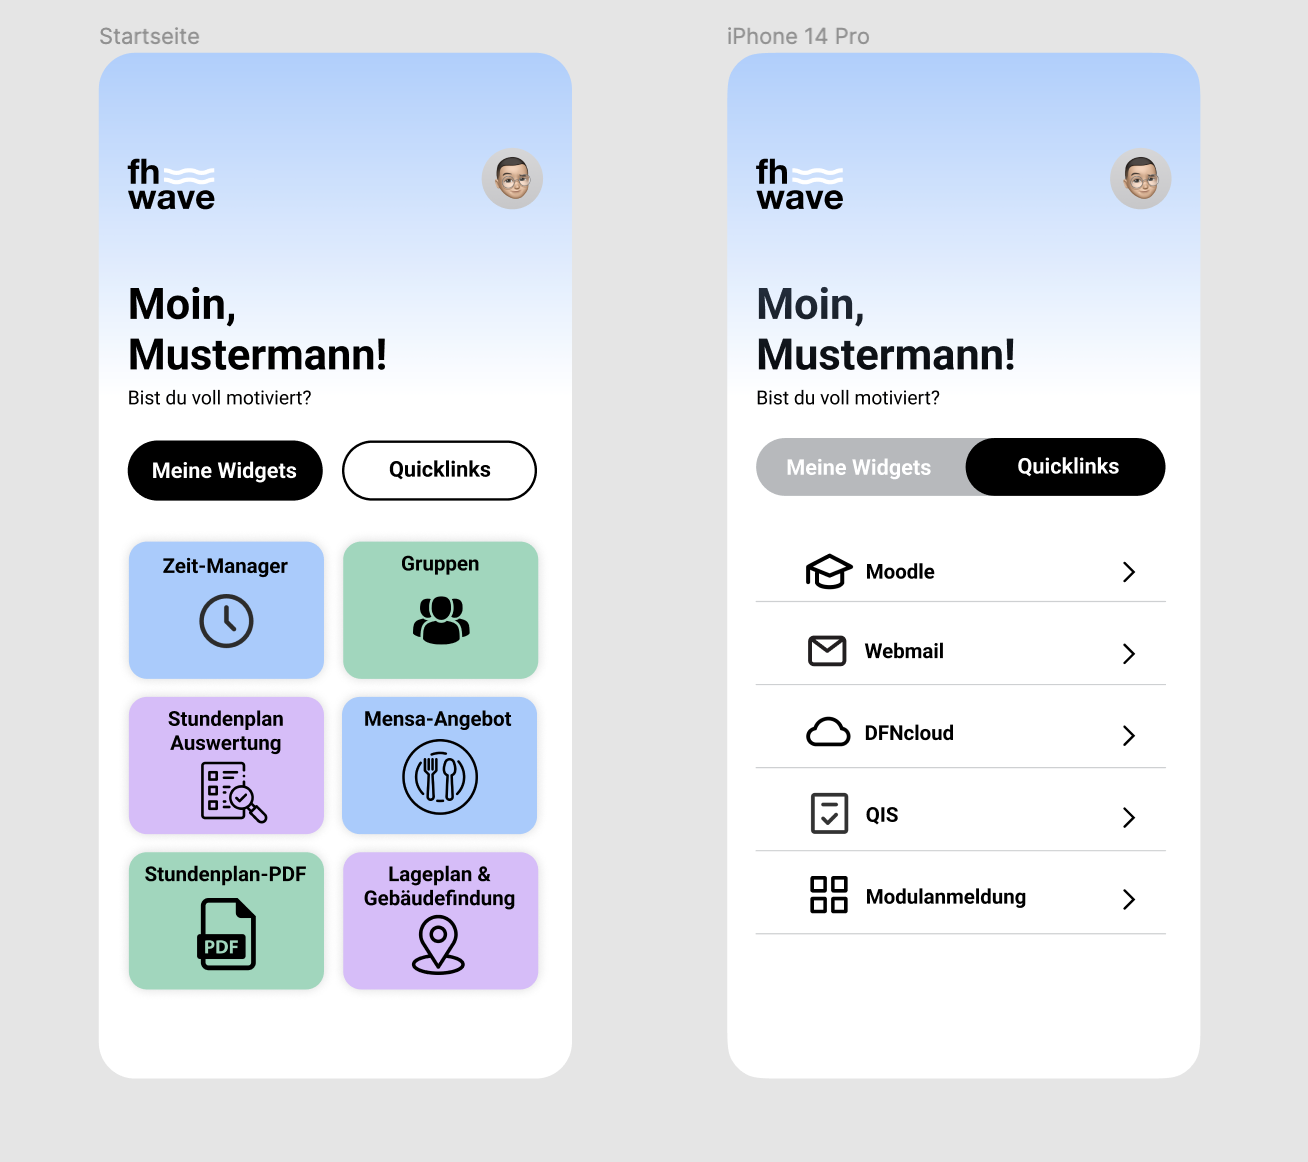 Startseite
fh
wave
Moin,
Mustermann!
Bist du voll motiviert?
Meine Widgets
Quicklinks
Zeit-Manager
Gruppen
Stundenplan
Auswertung
Mensa-Angebot
Stundenplan-PDF
PDF
Lageplan &
Gebäudefindung
iPhone 14 Pro
fh
wave
Moin,
Mustermann!
Bist du voll motiviert?
Meine Widgets
Quicklinks
Moodle
Webmail
DFNcloud
QIS
Modulanmeldung